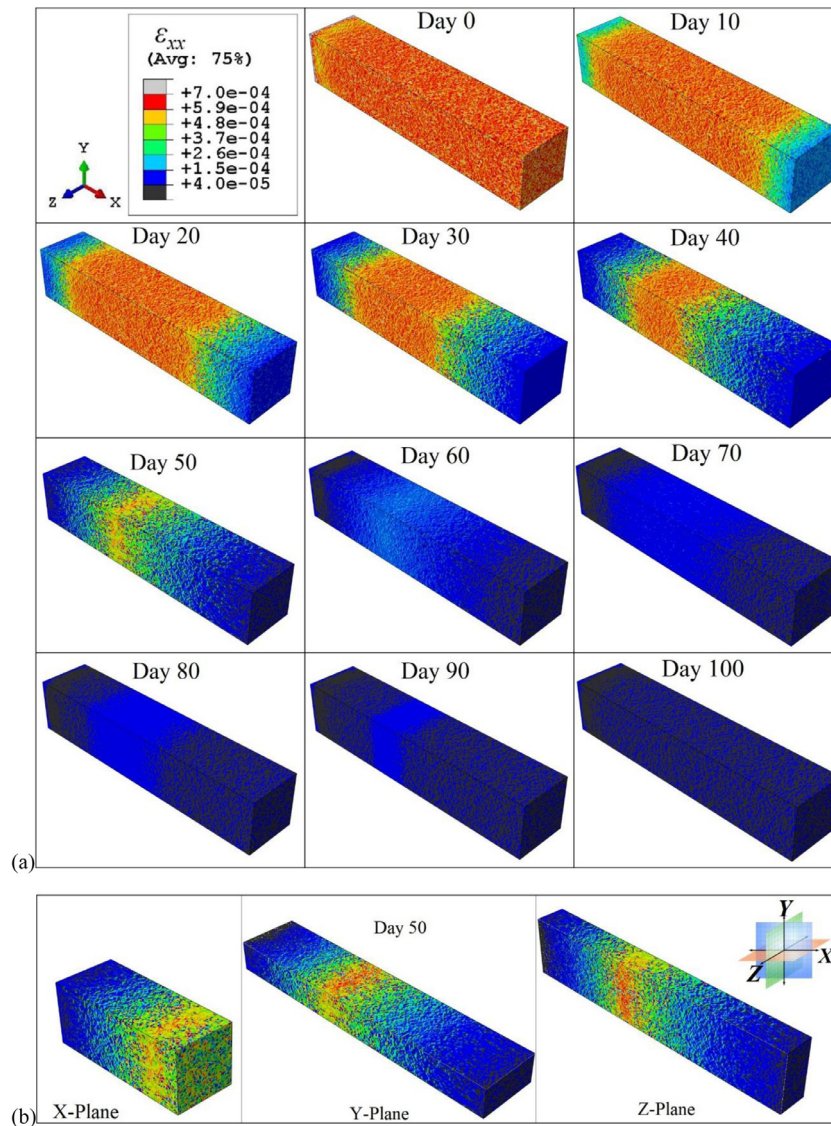 εxx
(Avg: 75%)
+7.0e-04
+5.9e-04
+4.8e-04
+3.7e-04
+2.6e-04
+1.5e-04
+4.0e-05
Y
Z X
Day 0
Day 10
Day 20
Day 30
Day 40
Day 50
Day 60
Day 70
Day 80
Day 90
Day 100
(a)
Day 50
Y
X
Z
X-Plane
Y-Plane
Z-Plane
(b)